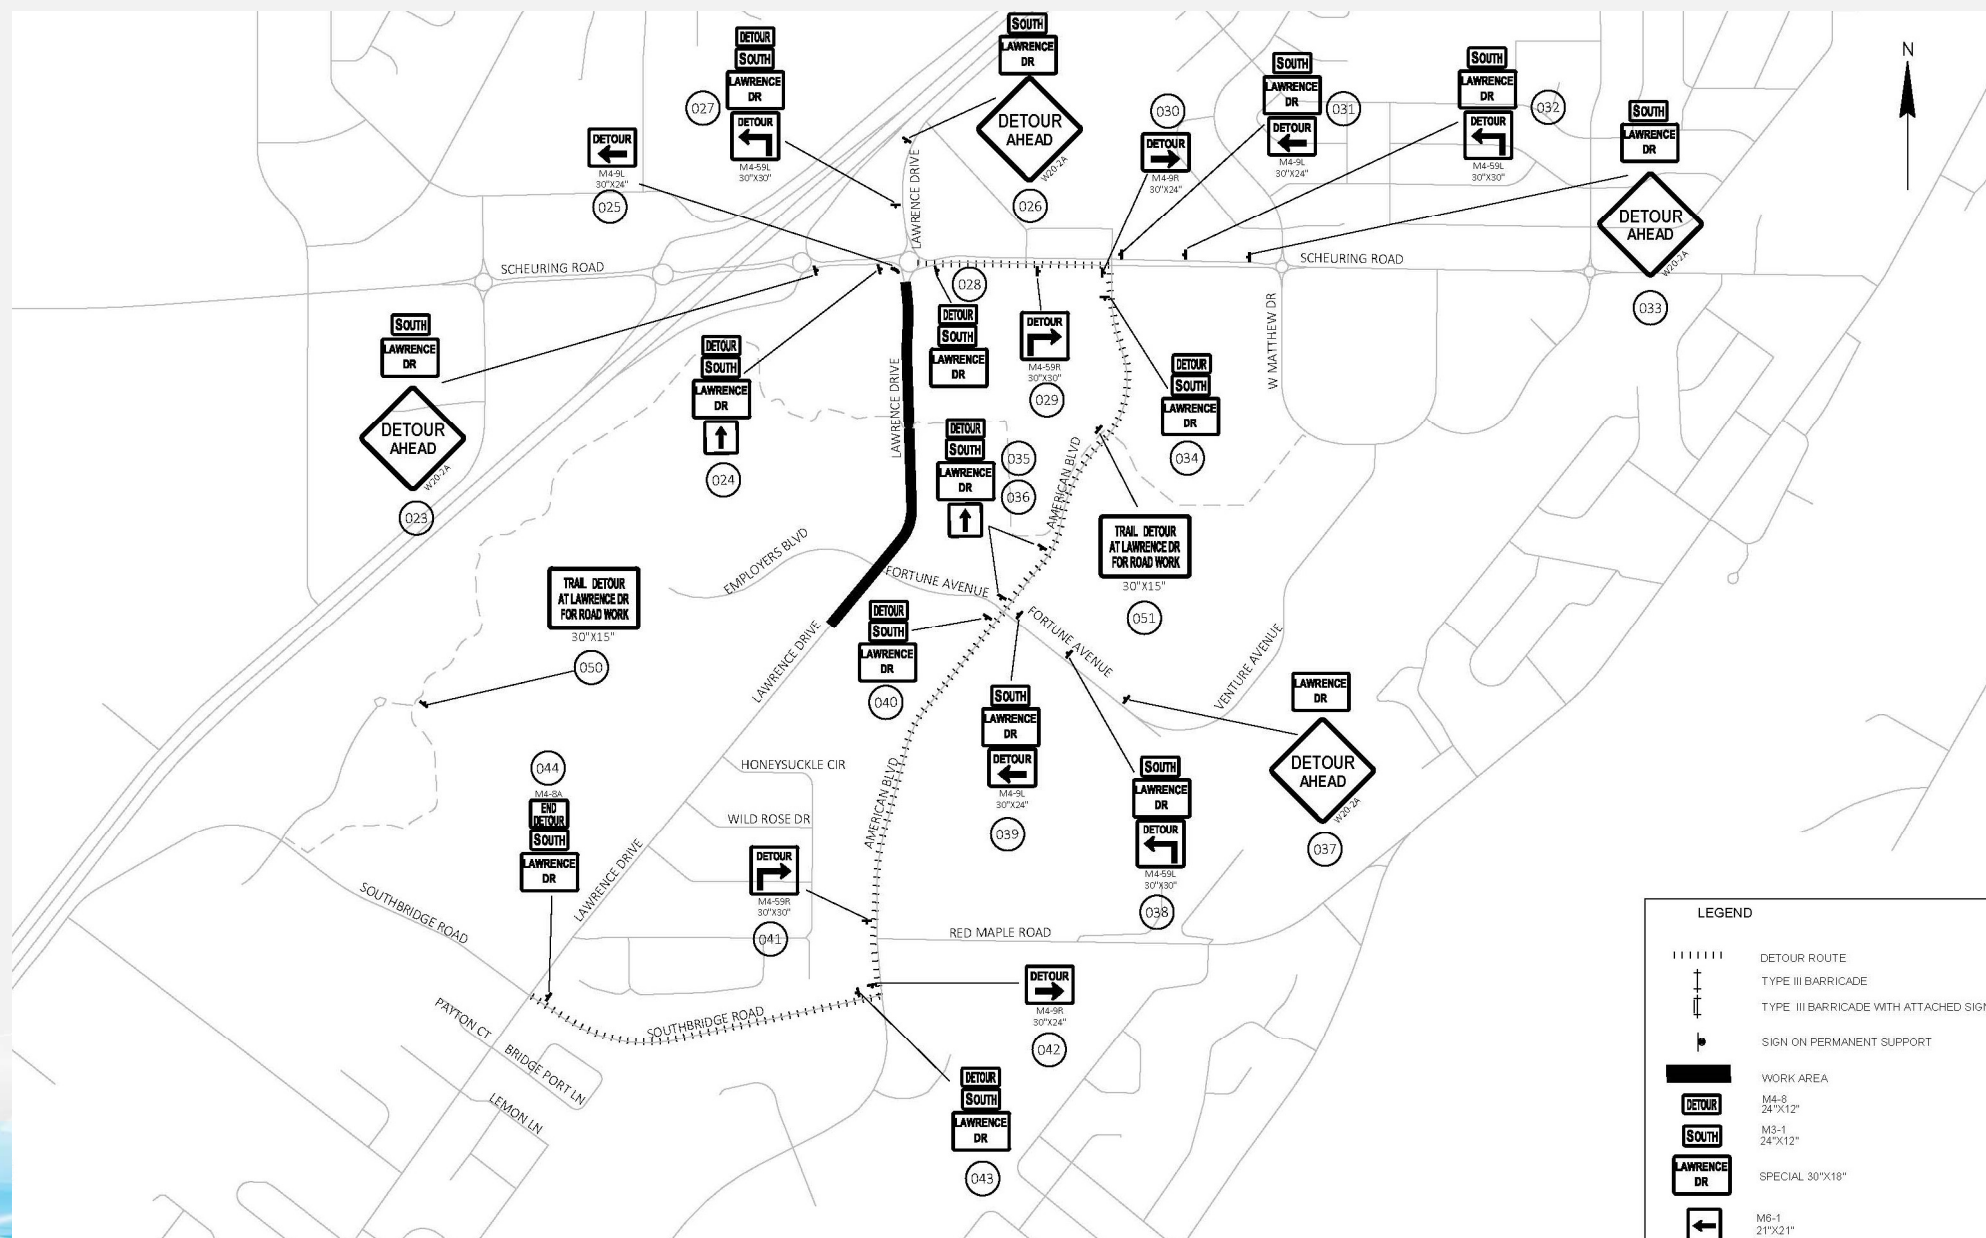 N
DETOUR
SOUTH
LAWRENCE
DR
DETOUR
M4-59L
30"X30"
027
SOUTH
LAWRENCE
DR
DETOUR
AHEAD
W20-2A
026
DETOUR
M4-9L
30"X24"
025
030
DETOUR
M4-9R
30"X24"
SOUTH
LAWRENCE
DR
DETOUR
M4-9L
30"X24"
031
SOUTH
LAWRENCE
DR
DETOUR
M4-59L
30"X30"
032
SOUTH
LAWRENCE
DR
DETOUR
AHEAD
W20-2A
033
LAWRENCE DRIVE
SCHEURING ROAD
SCHEURING ROAD
W MATTHEW DR
SOUTH
LAWRENCE
DR
DETOUR
AHEAD
W20-2A
023
DETOUR
SOUTH
LAWRENCE
DR
024
LAWRENCE DRIVE
028
DETOUR
SOUTH
LAWRENCE
DR
DETOUR
M4-59R
30"X30"
029
DETOUR
SOUTH
LAWRENCE
DR
034
DETOUR
SOUTH
LAWRENCE
DR
035
036
AMERICAN BLVD
TRAIL DETOUR
AT LAWRENCE DR
FOR ROAD WORK
30"X15"
051
EMPLOYERS BLVD
FORTUNE AVENUE
FORTUNE AVENUE
VENTURE AVENUE
TRAIL DETOUR
AT LAWRENCE DR
FOR ROAD WORK
30"X15"
050
DETOUR
SOUTH
LAWRENCE
DR
040
LAWRENCE DRIVE
SOUTH
LAWRENCE
DR
DETOUR
M4-9L
30"X24"
039
SOUTH
LAWRENCE
DR
DETOUR
M4-59L
30"X30"
038
LAWRENCE
DR
DETOUR
AHEAD
W20-2A
037
HONEYSUCKLE CIR
WILD ROSE DR
AMERICAN BLVD
044
M4-8A
END
DETOUR
SOUTH
LAWRENCE
DR
LAWRENCE DRIVE
SOUTHBRIDGE ROAD
DETOUR
M4-59R
30"X30"
041
RED MAPLE ROAD
DETOUR
M4-9R
30"X24"
042
SOUTHBRIDGE ROAD
PAYTON CT
BRIDGE PORT LN
LEMON LN
DETOUR
SOUTH
LAWRENCE
DR
043
LEGEND
DETOUR ROUTE
TYPE III BARRICADE
TYPE III BARRICADE WITH ATTACHED SIGN
SIGN ON PERMANENT SUPPORT
WORK AREA
DETOUR
M4-8
24"X12"
SOUTH
M3-1
24"X12"
LAWRENCE
DR
SPECIAL 30"X18"
M6-1
21"X21"